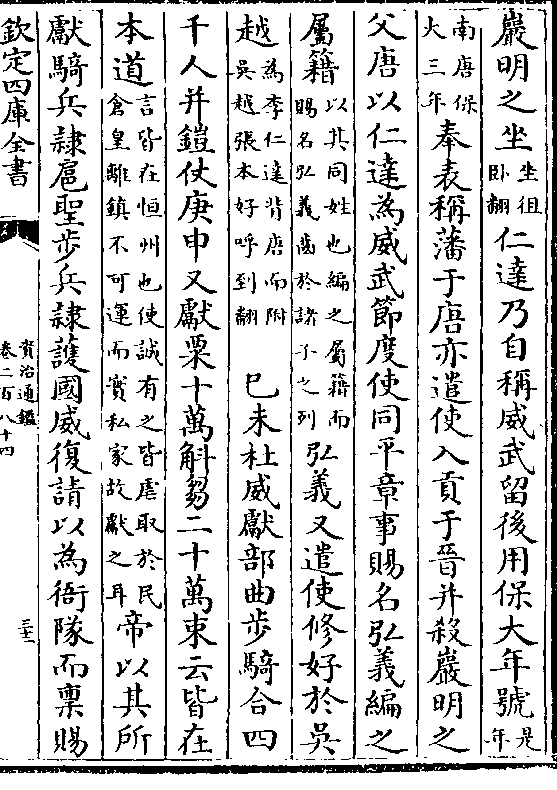 巖明之坐坐徂卧翻仁達乃自稱威武留後用保大年號是年
南唐保大三年奉表稱藩于唐亦遣使入貢于晉并殺巖明之
父唐以仁達為威武節度使同平章事賜名弘義編之
屬籍以其同姓也編之屬籍而賜名弘義齒於諸子之列弘義又遣使修好於吳
越為李仁達背唐而附吳越張本好呼到翻 己未杜威獻部曲步騎合四
千人并鎧仗庚申又獻粟十萬斛芻二十萬束云皆在
本道言皆在恒州也使誠有之皆虐取於民倉皇離鎮不可運而實私家故獻之耳帝以其所
獻騎兵隷扈聖步兵隷護國威復請以為衙隊而稟賜
欽定四庫全書
資治通鑑
卷二百八十四
三十二